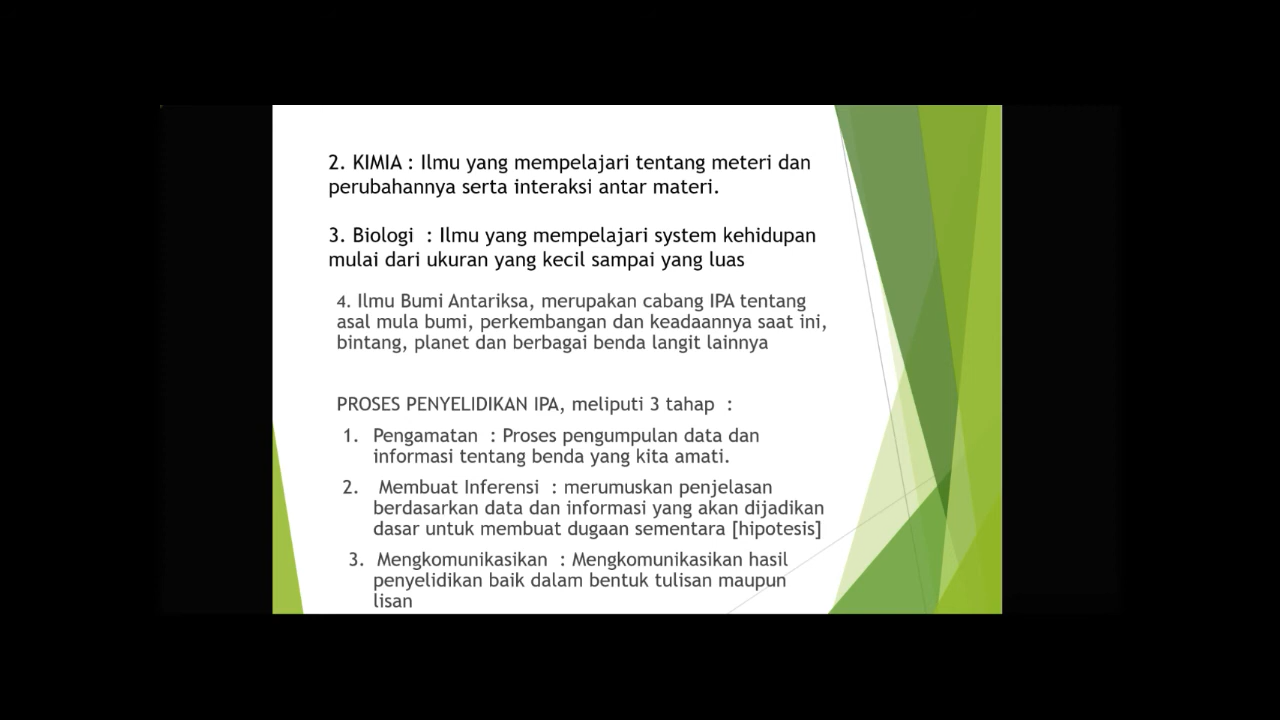 2. KIMIA : Ilmu yang mempelajari tentang meteri dan
perubahannya serta interaksi antar materi.
3. Biologi : Ilmu yang mempelajari system kehidupan
mulai dari ukuran yang kecil sampai yang luas
4. Ilmu Bumi Antariksa, merupakan cabang IPA tentang
asal mula bumi, perkembangan dan keadaannya saat ini,
bintang, planet dan berbagai benda langit lainnya
PROSES PENYELIDIKAN IPA, meliputi 3 tahap :
1. Pengamatan : Proses pengumpulan data dan
informasi tentang benda yang kita amati.
2. Membuat Inferensi : merumuskan penjelasan
berdasarkan data dan informasi yang akan dijadikan
dasar untuk membuat dugaan sementara [hipotesis]
3. Mengkomunikasikan : Mengkomunikasikan hasil
penyelidikan baik dalam bentuk tulisan maupun
lisan